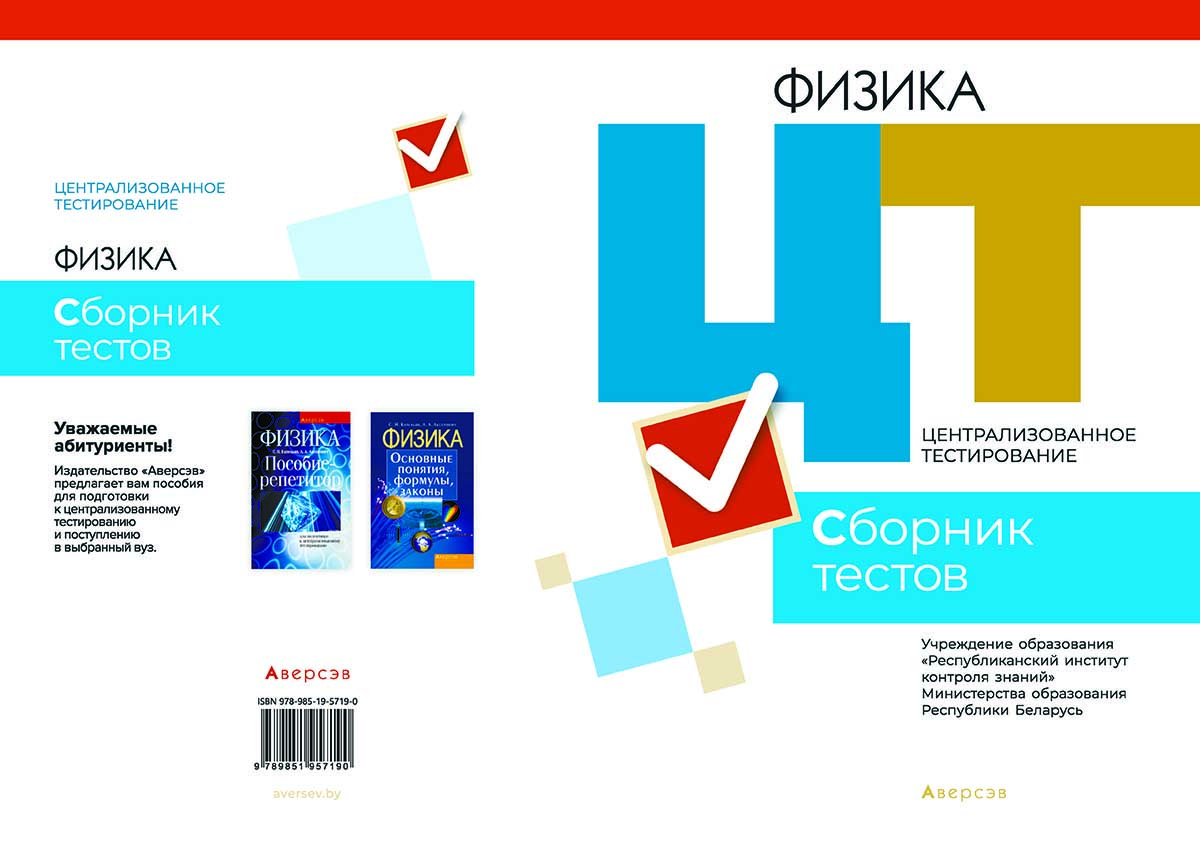 ЦЕНТРАЛИЗОВАННОЕ
ТЕСТИРОВАНИЕ
ФИЗИКА
Сборник
тестов
Уважаемые
абитуриенты!
Издательство «Аверсэв»
предлагает вам пособия
для подготовки
к централизованному
тестированию
и поступлению
в выбранный вуз.
Аверсэв
ФИЗИКА
Пособие-
репетитор
ФИЗИКА
Основные
понятия,
формулы,
законы
Аверсэв
Аверсэв
ISBN 978-985-19-5719-0
9 789851 957190
aversev.by
ФИЗИКА
ЦТ
ЦЕНТРАЛИЗОВАННОЕ
ТЕСТИРОВАНИЕ
Сборник
тестов
Учреждение образования
«Республиканский институт
контроля знаний»
Министерства образования
Республики Беларусь
Аверсэв